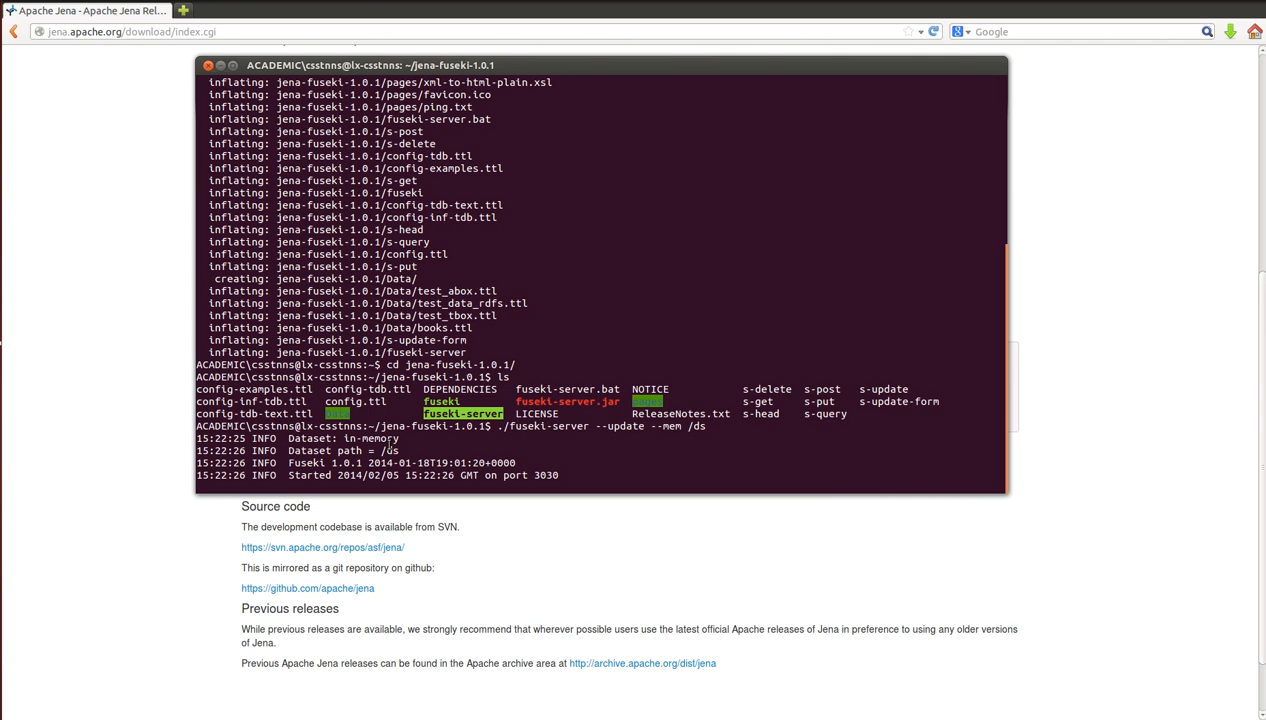 Apache Jena - Apache Jena Rel...
jena.apache.org/download/index.cgi
Google
ACADEMIC\csstnns@lx-csstnns: ~/jena-fuseki-1.0.1
inflating: jena-fuseki-1.0.1/pages/xml-to-html-plain.xsl
inflating: jena-fuseki-1.0.1/pages/favicon.ico
inflating: jena-fuseki-1.0.1/pages/ping.txt
inflating: jena-fuseki-1.0.1/fuseki-server.bat
inflating: jena-fuseki-1.0.1/s-post
inflating: jena-fuseki-1.0.1/s-delete
inflating: jena-fuseki-1.0.1/config-tdb.ttl
inflating: jena-fuseki-1.0.1/config-examples.ttl
inflating: jena-fuseki-1.0.1/s-get
inflating: jena-fuseki-1.0.1/fuseki
inflating: jena-fuseki-1.0.1/config-tdb-text.ttl
inflating: jena-fuseki-1.0.1/config-inf-tdb.ttl
inflating: jena-fuseki-1.0.1/s-head
inflating: jena-fuseki-1.0.1/s-query
inflating: jena-fuseki-1.0.1/config.ttl
inflating: jena-fuseki-1.0.1/s-put
creating: jena-fuseki-1.0.1/Data/
inflating: jena-fuseki-1.0.1/Data/test_abox.ttl
inflating: jena-fuseki-1.0.1/Data/test_data_rdfs.ttl
inflating: jena-fuseki-1.0.1/Data/test_tbox.ttl
inflating: jena-fuseki-1.0.1/Data/books.ttl
inflating: jena-fuseki-1.0.1/s-update-form
inflating: jena-fuseki-1.0.1/fuseki-server
ACADEMIC\csstnns@lx-csstnns:~$ cd jena-fuseki-1.0.1/
ACADEMIC\csstnns@lx-csstnns:~/jena-fuseki-1.0.1$ ls
config-examples.ttl config-tdb.ttl DEPENDENCIES fuseki-server.bat NOTICE s-delete s-post s-update
config-inf-tdb.ttl config.ttl fuseki fuseki-server.jar pages s-get s-put s-update-form
config-tdb-text.ttl Data fuseki-server LICENSE ReleaseNotes.txt s-head s-query
ACADEMIC\csstnns@lx-csstnns:~/jena-fuseki-1.0.1$ ./fuseki-server --update --mem /ds
15:22:25 INFO Dataset: in-memory
15:22:26 INFO Dataset path = /ds
15:22:26 INFO Fuseki 1.0.1 2014-01-18T19:01:20+0000
15:22:26 INFO Started 2014/02/05 15:22:26 GMT on port 3030
Source code
The development codebase is available from SVN.
https://svn.apache.org/repos/asf/jena/
This is mirrored as a git repository on github:
https://github.com/apache/jena
Previous releases
While previous releases are available, we strongly recommend that wherever possible users use the latest official Apache releases of Jena in preference to using any older versions
of Jena.
Previous Apache Jena releases can be found in the Apache archive area at http://archive.apache.org/dist/jena